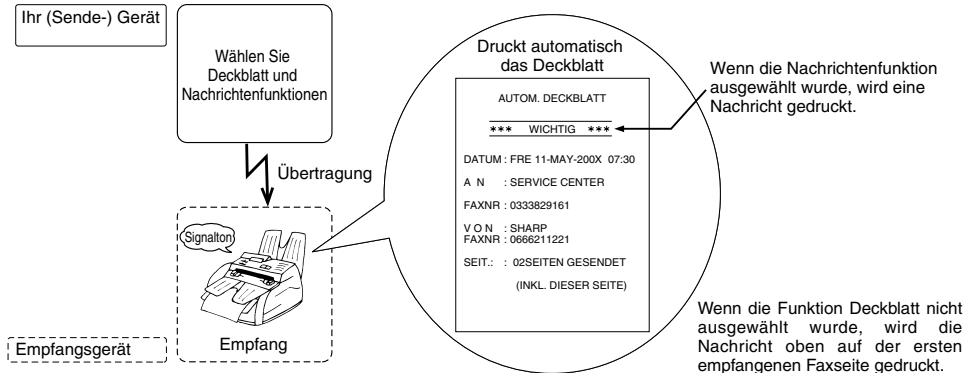 Ihr (Sende-) Gerät
Wählen Sie
Deckblatt und
Nachrichtenfunktionen
Übertragung
Signalton
Empfang
Empfangsgerät
Druckt automatisch
das Deckblatt
AUTOM. DECKBLATT
*** WICHTIG ***
DATUM : FRE 11-MAY-200X 07:30
A N : SERVICE CENTER
FAXNR : 0333829161
V O N : SHARP
FAXNR : 0666211221
SEIT.: : 02SEITEN GESENDET
(INKL. DIESER SEITE)
Wenn die Nachrichtenfunktion
ausgewählt wurde, wird eine
Nachricht gedruckt.
Wenn die Funktion Deckblatt nicht
ausgewählt wurde, wird die
Nachricht oben auf der ersten
empfangenen Faxseite gedruckt.